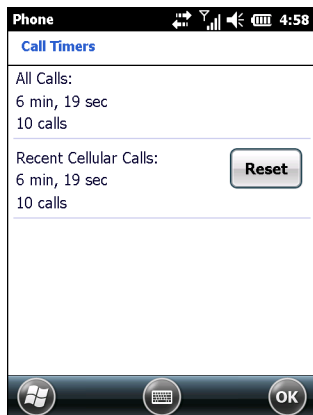 Phone 4:58
Call Timers
All Calls:
6 min, 19 sec
10 calls
Recent Cellular Calls:
6 min, 19 sec
10 calls
Reset
OK